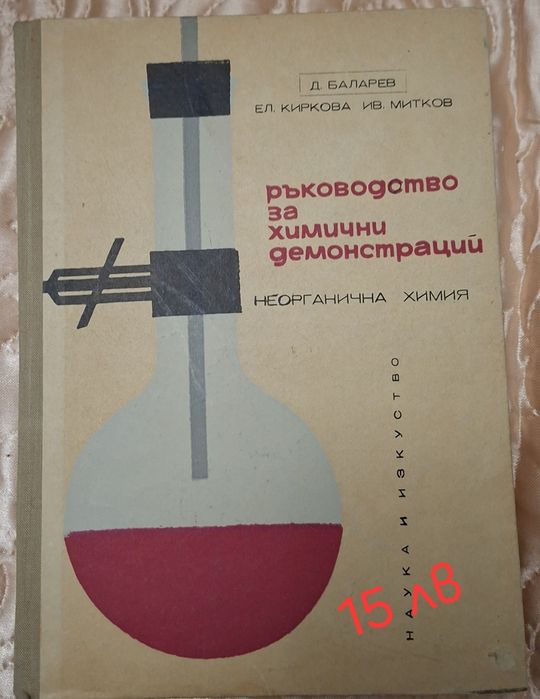 Д. БАЛАРЕВ
ЕЛ. КИРКОВА ИВ. МИТКОВ
ръководство
за
химични
демонстраций
НЕОРГАНИЧНА ХИМИЯ
НАУКА И ИЗКУСТВО
15 лв